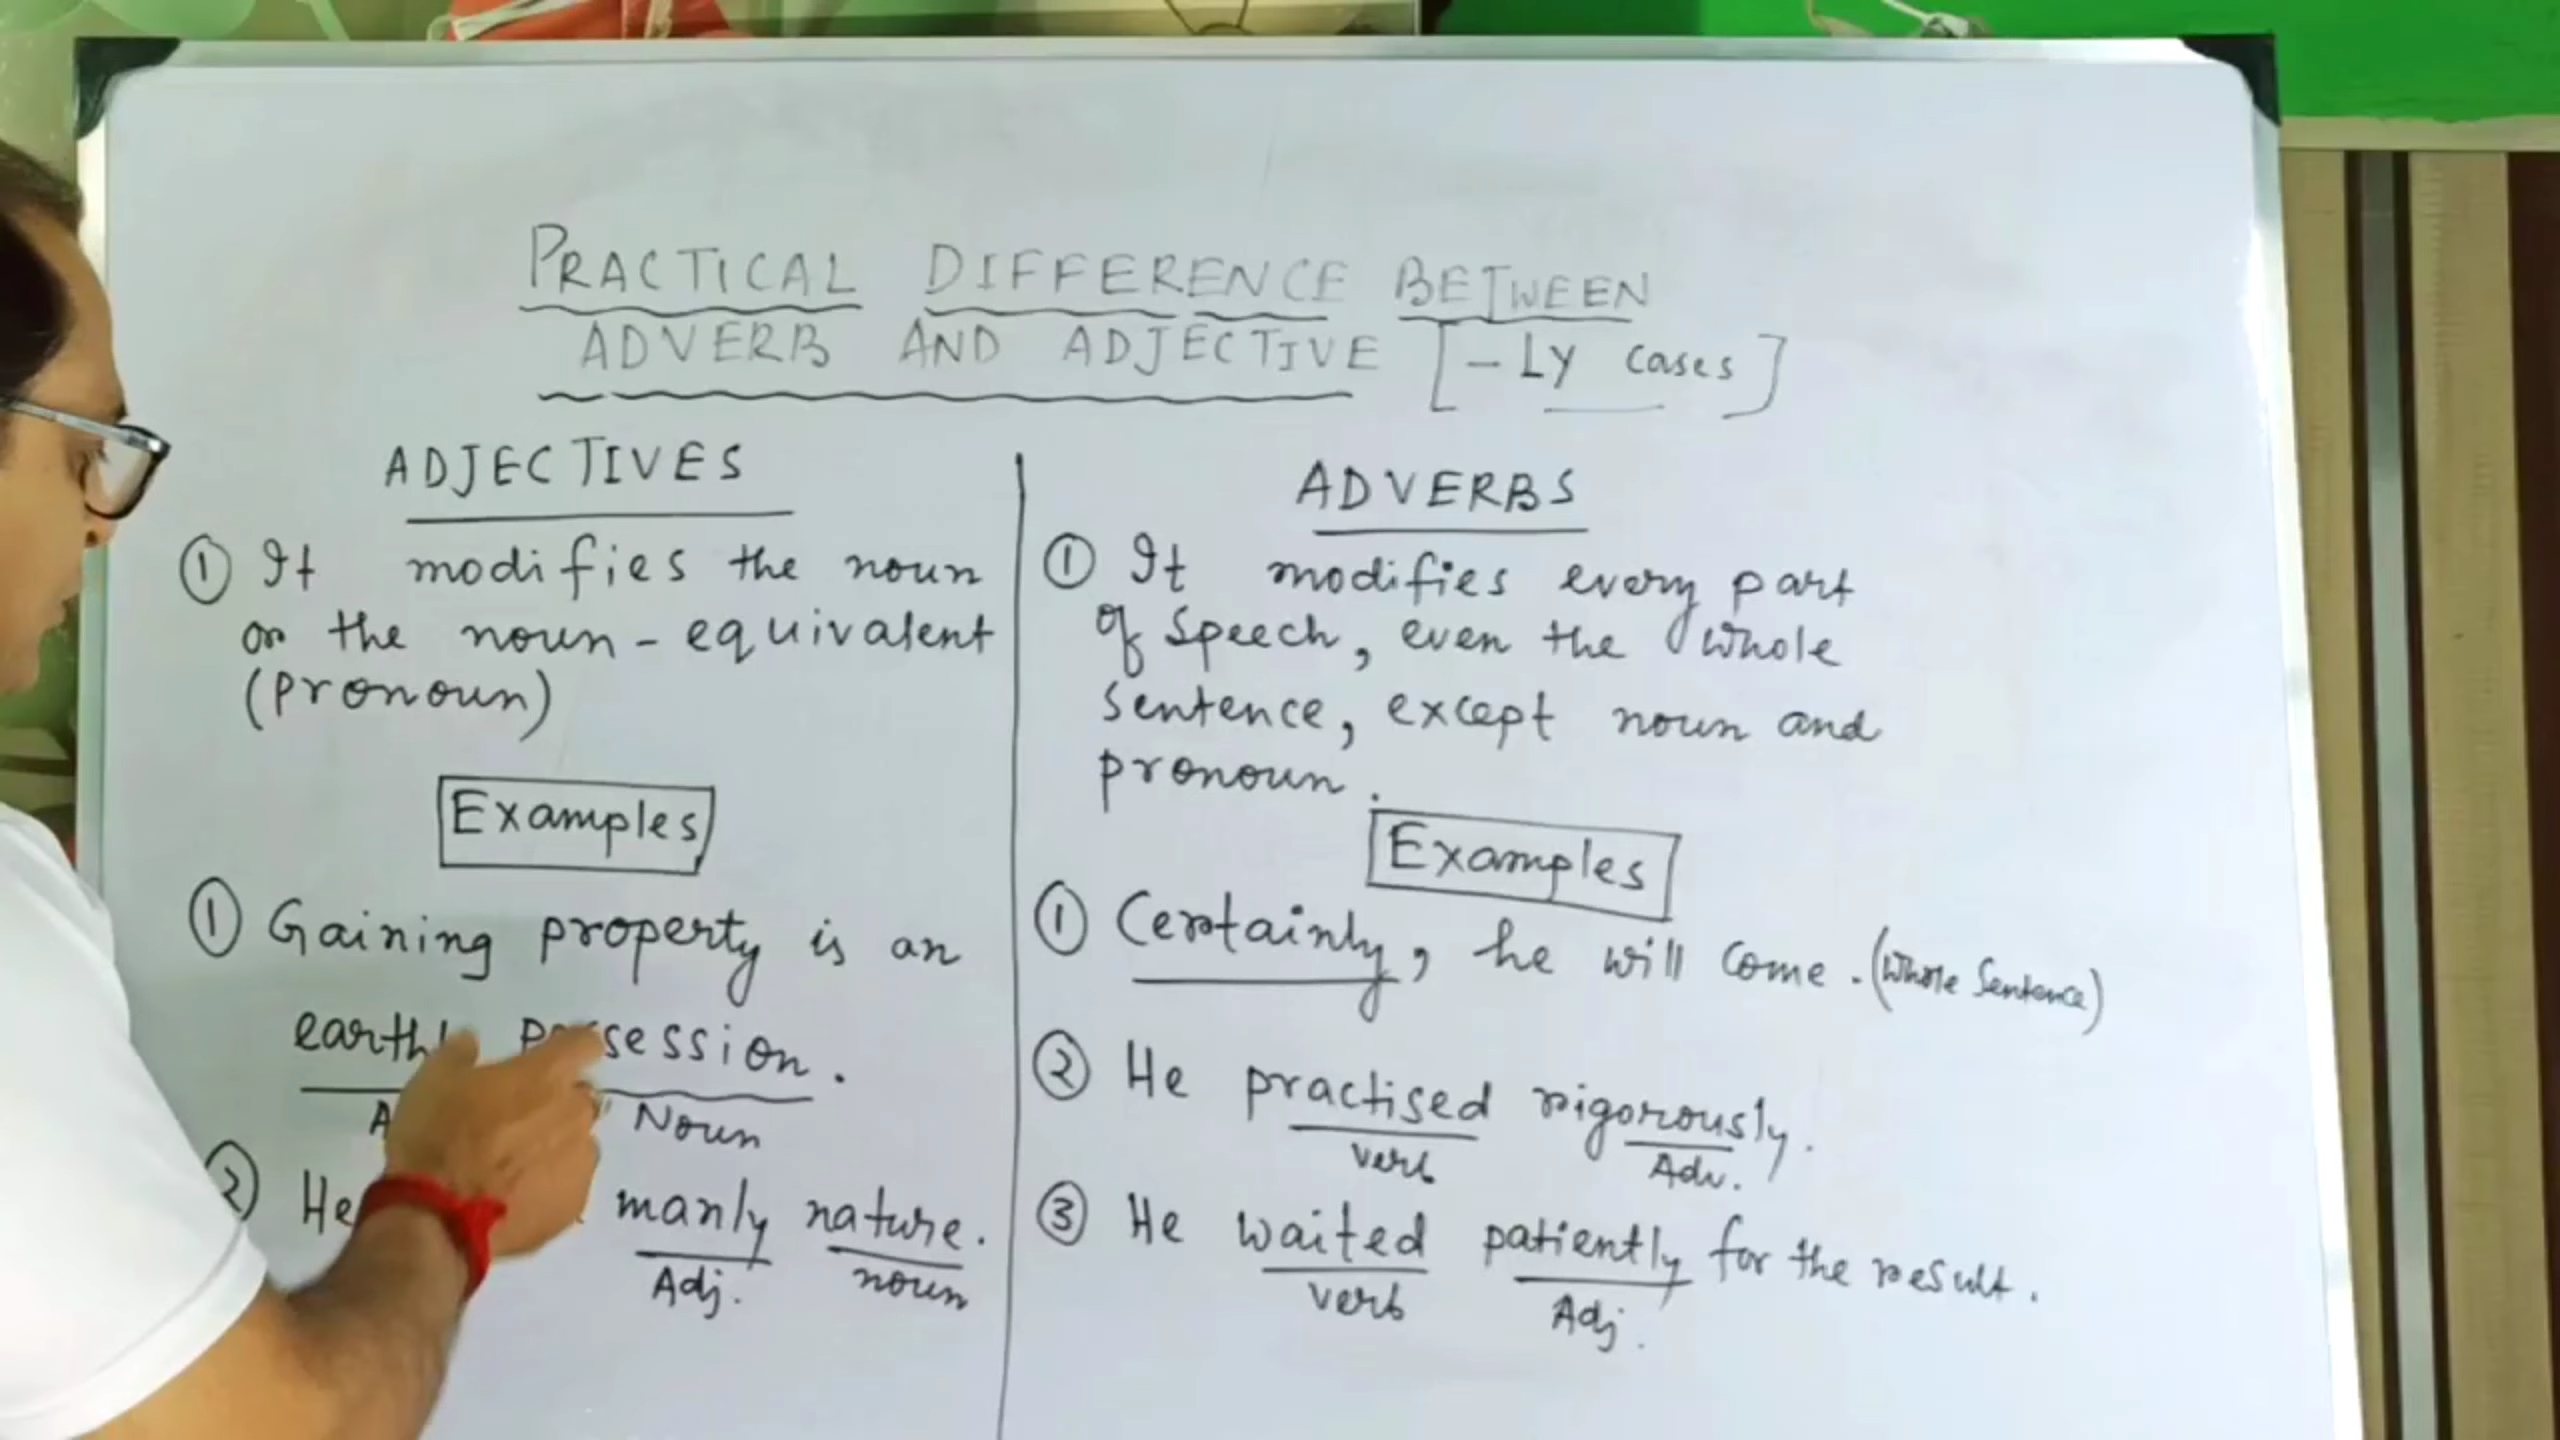 PRACTICAL DIFFERENCE BETWEEN
ADVERB AND ADJECTIVE [-LY cases]
ADJECTIVES
① It modifies the noun
or the noun-equivalent
(pronoun)
Examples
① Gaining property is an
possession.
Noun
② He manly nature.
Adj. noun
ADVERBS
① It modifies every part
of speech, even the whole
sentence, except noun and
pronoun.
Examples
① Certainly, he will come. (Whole Sentence)
② He practised rigorously.
verb Adv.
③ He waited patiently for the result.
verb Adj.